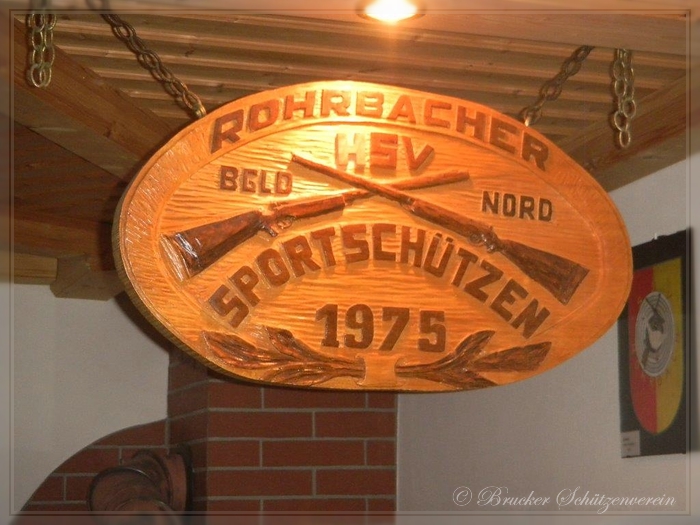 ROHRBACHER
HSV
BGLD NORD
SPORTSCHÜTZEN
1975
© Brucker Schützenverein